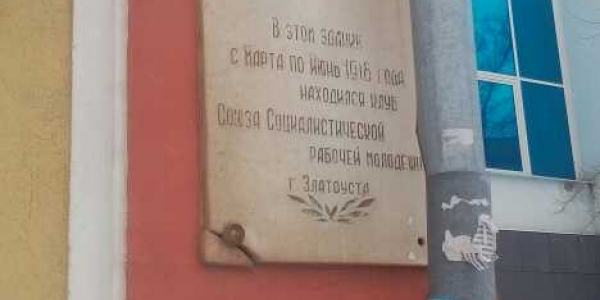 В этом здании
с марта по июнь 1918 года
находился клуб
Союза Социалистической
рабочей молодежи
г. Златоуста